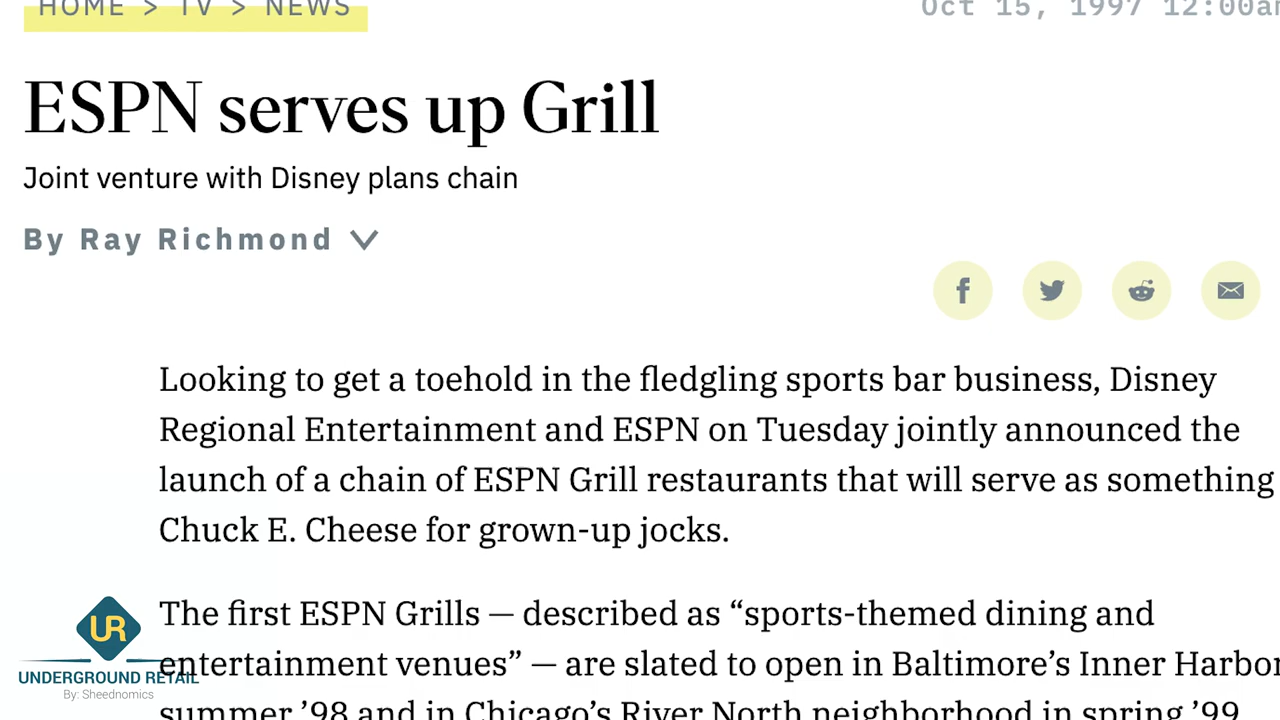 HOME > TV > NEWS
Oct 15, 1997 12:00am
ESPN serves up Grill
Joint venture with Disney plans chain
By Ray Richmond
Looking to get a toehold in the fledgling sports bar business, Disney
Regional Entertainment and ESPN on Tuesday jointly announced the
launch of a chain of ESPN Grill restaurants that will serve as something
Chuck E. Cheese for grown-up jocks.
The first ESPN Grills — described as “sports-themed dining and
entertainment venues” — are slated to open in Baltimore’s Inner Harbor
summer ’98 and in Chicago’s River North neighborhood in spring ’99.
UR
UNDERGROUND RETAIL
By: Sheednomics